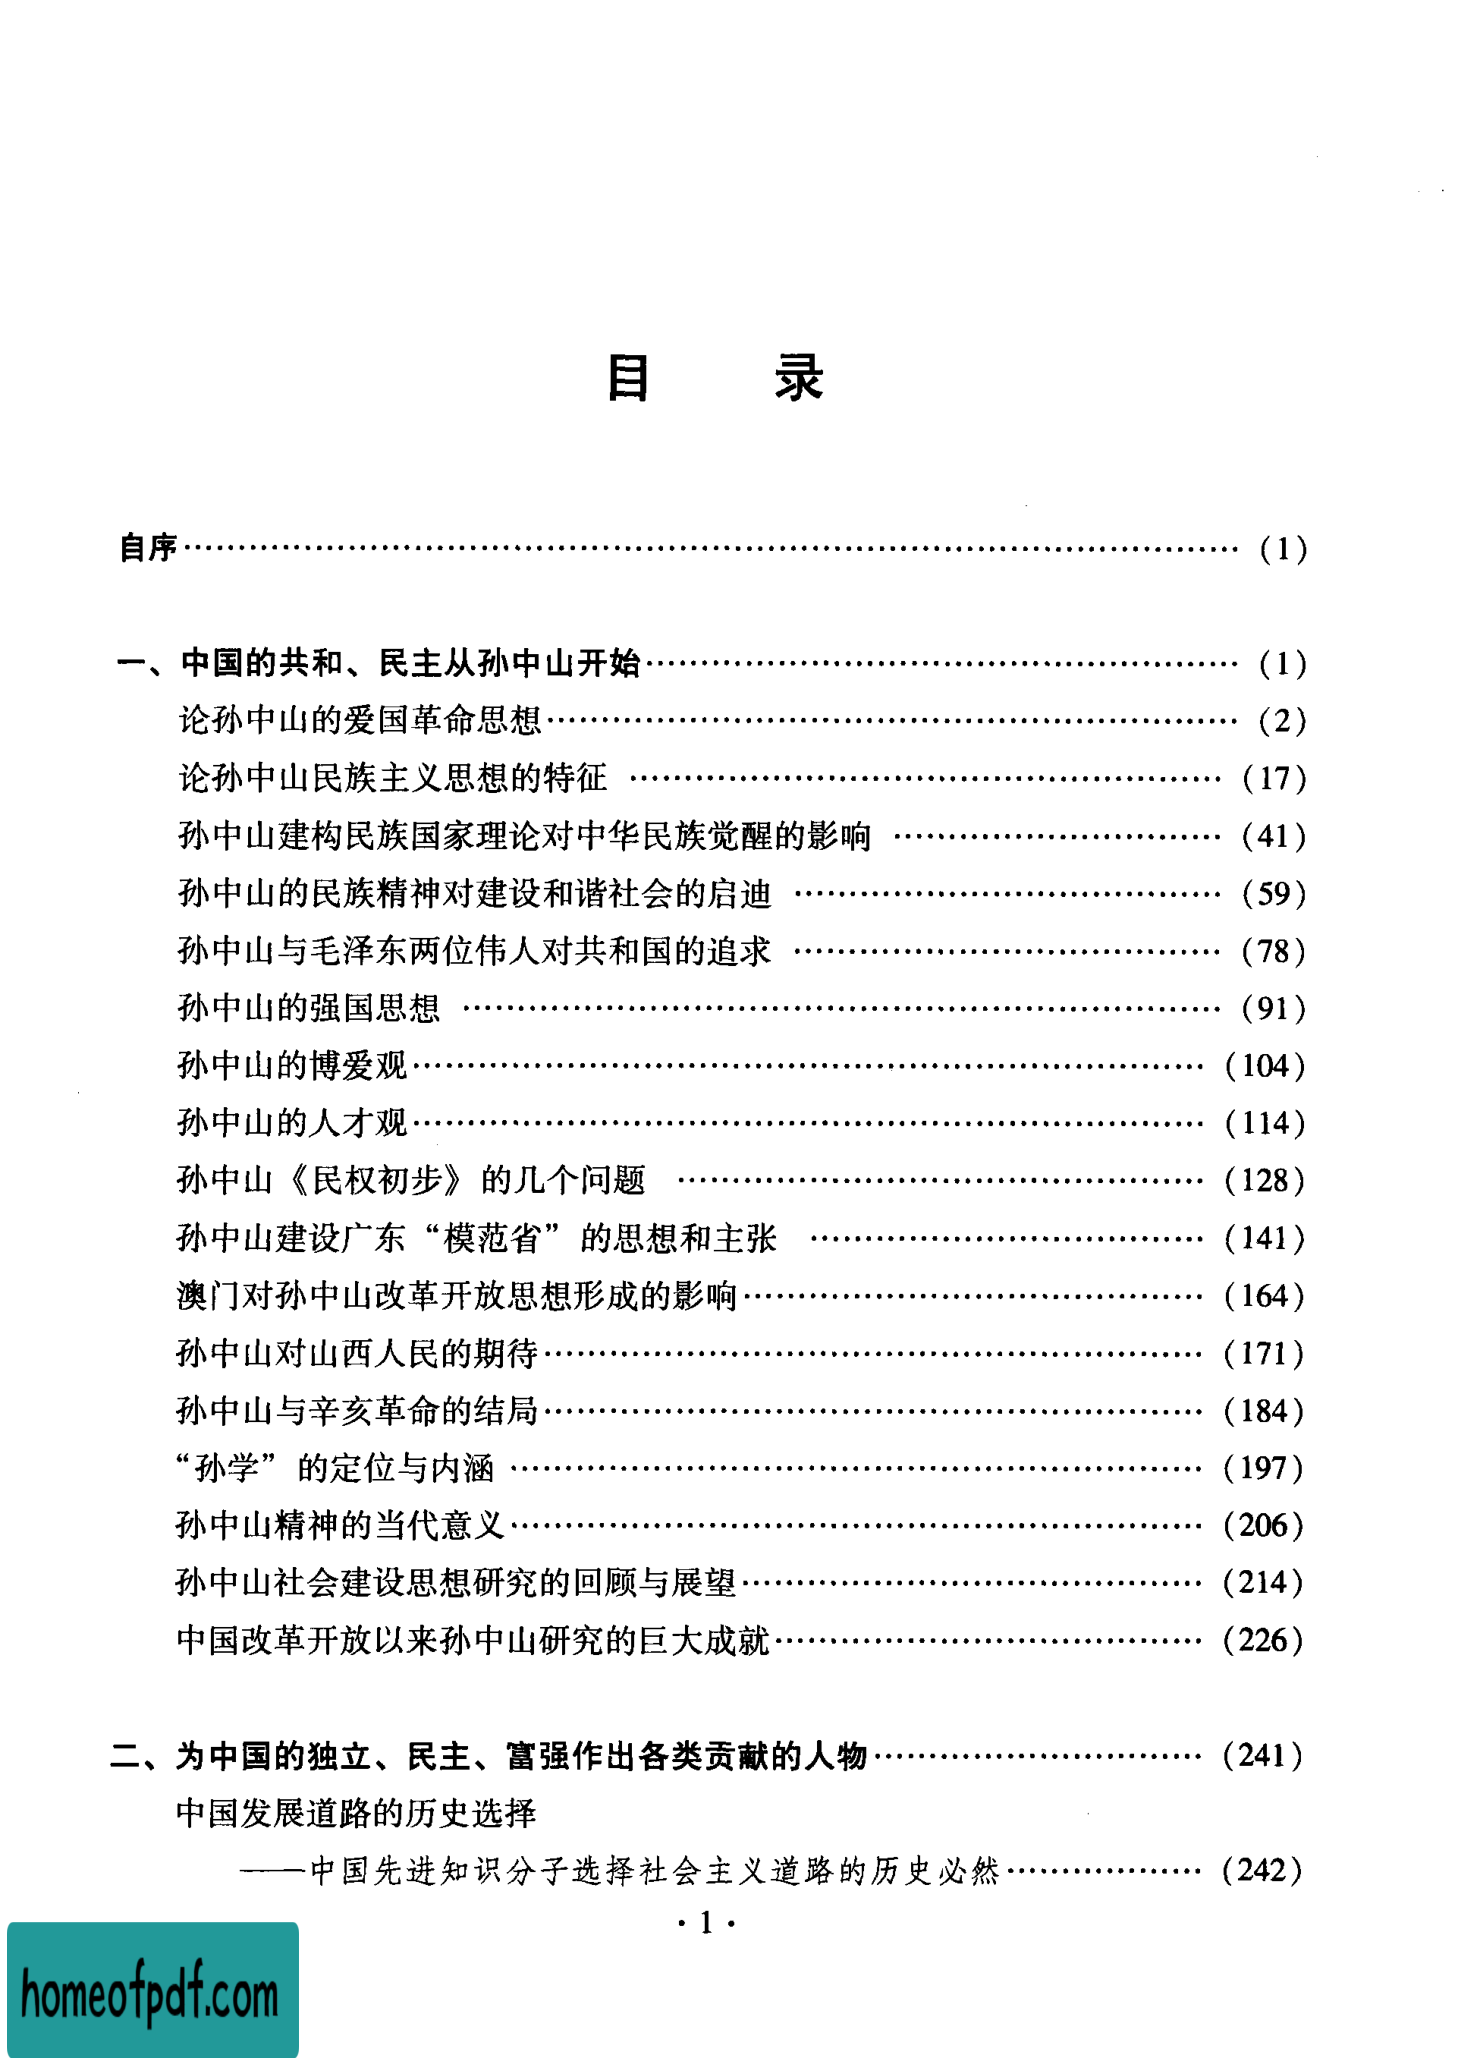 目　录
自序…………………………………………………………………………………………… (1)
一、中国的共和、民主从孙中山开始………………………………………………… (1)
论孙中山的爱国革命思想………………………………………………………… (2)
论孙中山民族主义思想的特征 ………………………………………………… (17)
孙中山建构民族国家理论对中华民族觉醒的影响 ………………………… (41)
孙中山的民族精神对建设和谐社会的启迪 ………………………………… (59)
孙中山与毛泽东两位伟人对共和国的追求 ………………………………… (78)
孙中山的强国思想 ……………………………………………………………… (91)
孙中山的博爱观………………………………………………………………… (104)
孙中山的人才观………………………………………………………………… (114)
孙中山《民权初步》的几个问题 …………………………………………… (128)
孙中山建设广东“模范省”的思想和主张 ………………………………… (141)
澳门对孙中山改革开放思想形成的影响……………………………………… (164)
孙中山对山西人民的期待……………………………………………………… (171)
孙中山与辛亥革命的结局……………………………………………………… (184)
“孙学”的定位与内涵 ………………………………………………………… (197)
孙中山精神的当代意义………………………………………………………… (206)
孙中山社会建设思想研究的回顾与展望……………………………………… (214)
中国改革开放以来孙中山研究的巨大成就…………………………………… (226)
二、为中国的独立、民主、富强作出各类贡献的人物………………………… (241)
中国发展道路的历史选择
——中国先进知识分子选择社会主义道路的历史必然……………… (242)
· 1 ·
homeofpdf.com